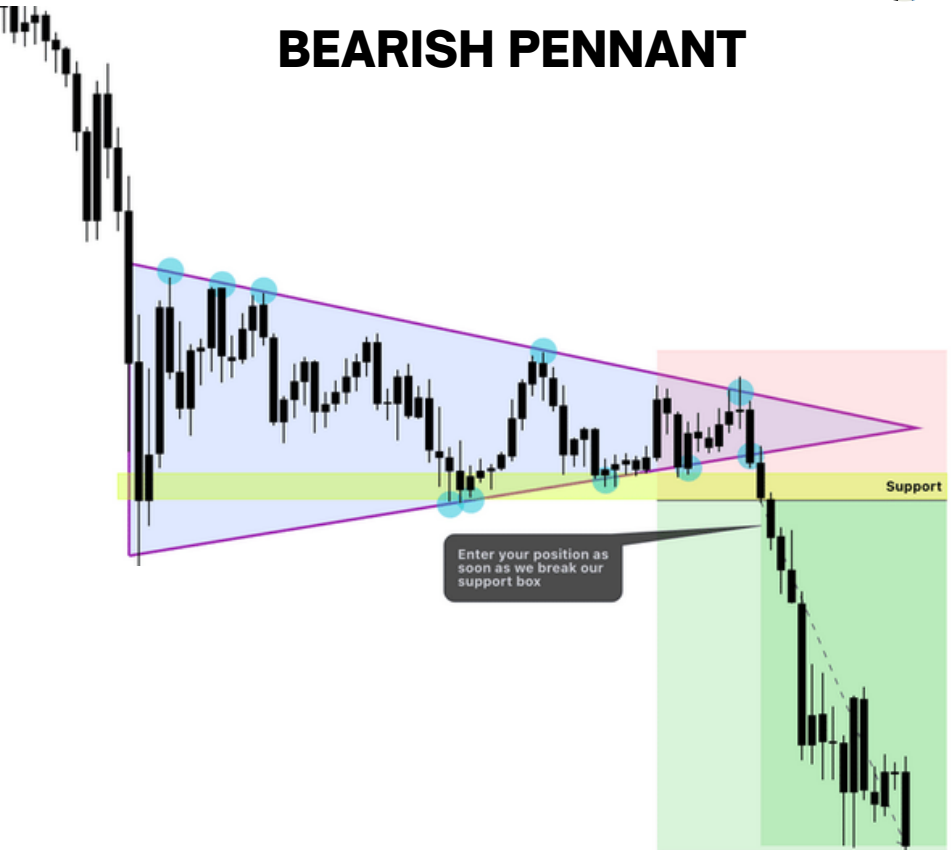 BEARISH PENNANT
Support
Enter your position as
soon as we break our
support box